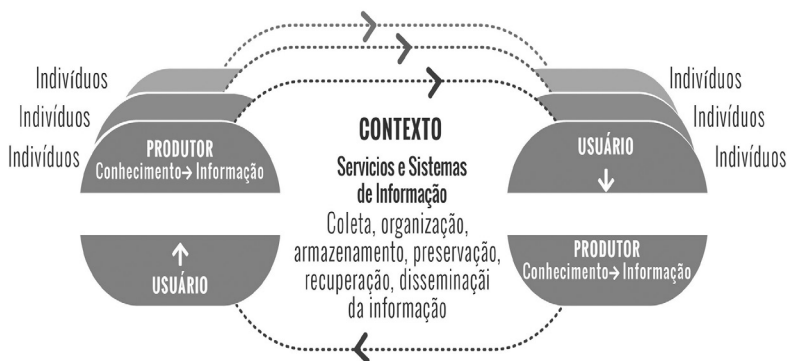 Indivíduos
Indivíduos
Indivíduos
PRODUTOR
Conhecimento→ Informação
↑
USUÁRIO
CONTEXTO
Servicios e Sistemas
de Informação
Coleta, organização,
armazenamento, preservação,
recuperação, disseminaçãi
da informação
Indivíduos
Indivíduos
Indivíduos
USUÁRIO
↓
PRODUTOR
Conhecimento→ Informação